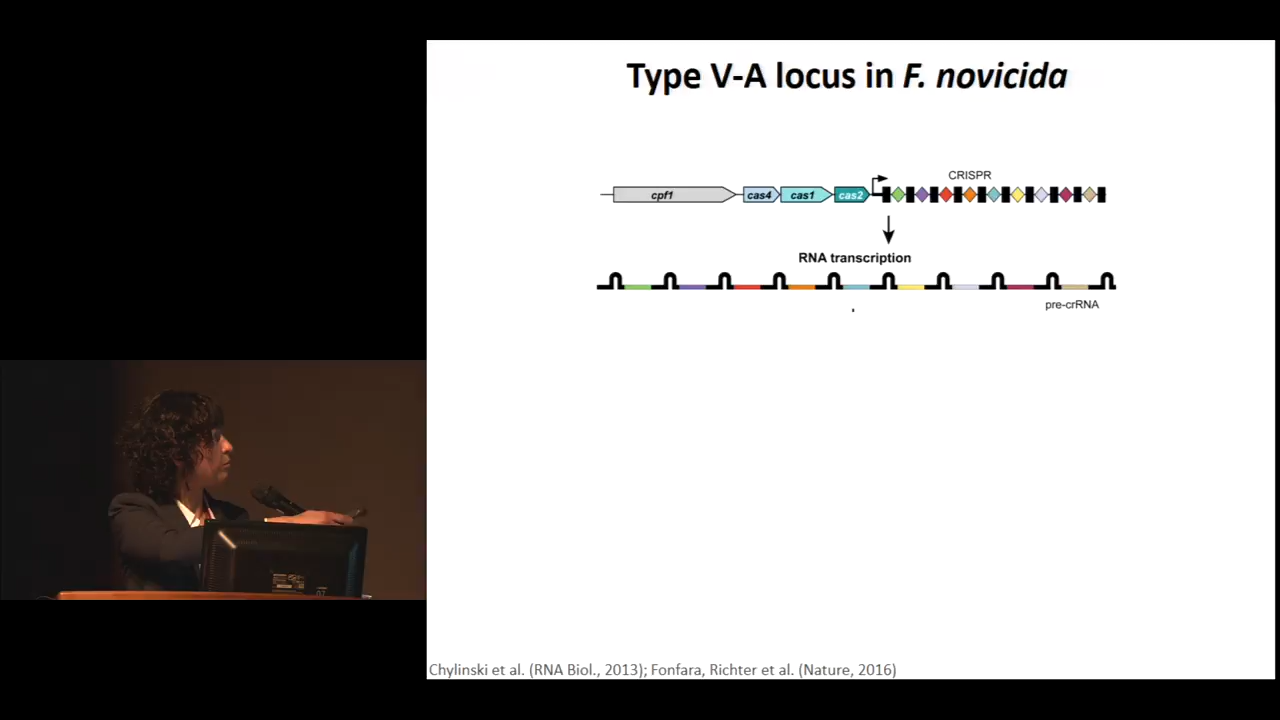 Type V-A locus in F. novicida
CRISPR
cpf1 cas4 cas1 cas2
RNA transcription
pre-crRNA
Chylinski et al. (RNA Biol., 2013); Fonfara, Richter et al. (Nature, 2016)